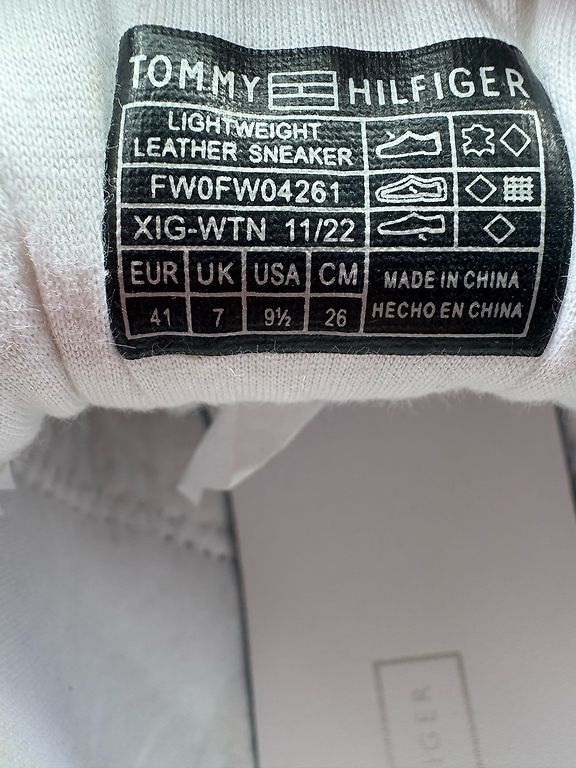 TOMMY HILFIGER
LIGHTWEIGHT
LEATHER SNEAKER
FW0FW04261
XIG-WTN 11/22
EUR UK USA CM
41 7 9½ 26
MADE IN CHINA
HECHO EN CHINA
IGER